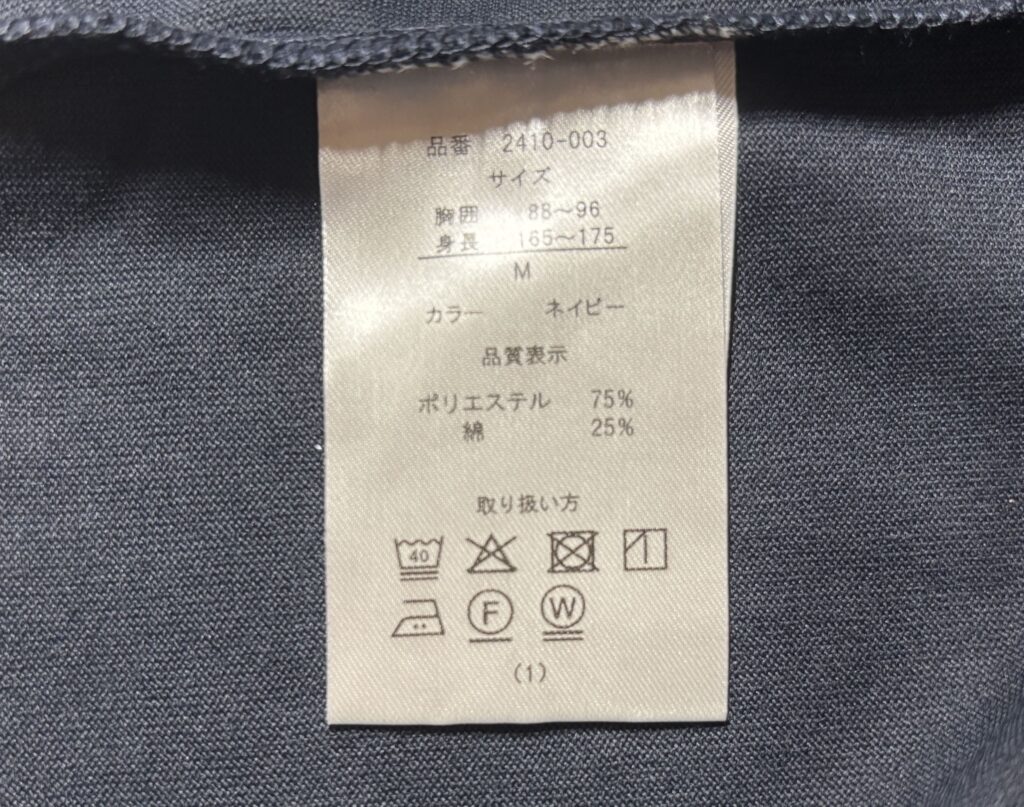 品番 2410-003
サイズ
胸囲 88～96
身長 165～175
M
カラー ネイビー
品質表示
ポリエステル 75%
綿 25%
取り扱い方
40
F W
(1)